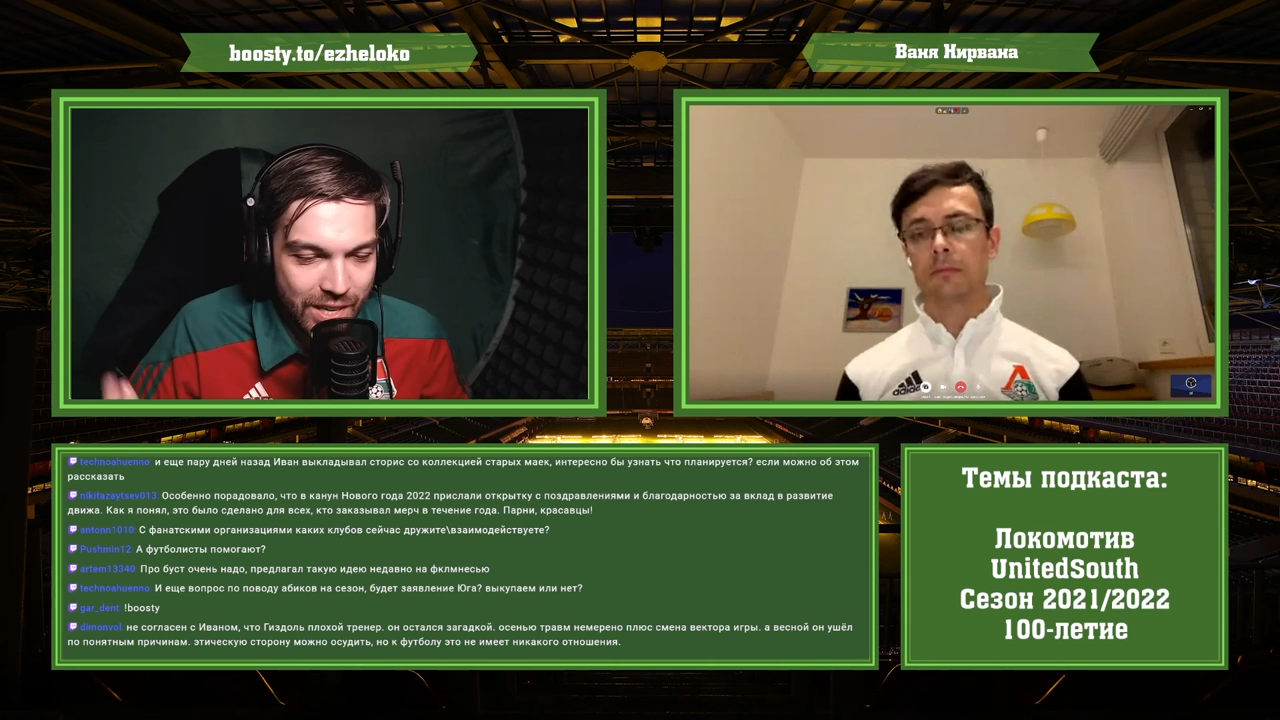 boosty.to/ezheloko
Ваня Нирвана
adidas
technoahuenno: и еще пару дней назад Иван выкладывал сторис со коллекцией старых маек, интересно бы узнать что планируется? если можно об этом
рассказать
nikitazaytsev013: Особенно порадовало, что в канун Нового года 2022 прислали открытку с поздравлениями и благодарностью за вклад в развитие
движа. Как я понял, это было сделано для всех, кто заказывал мерч в течение года. Парни, красавцы!
antonn1010: С фанатскими организациями каких клубов сейчас дружите\взаимодействуете?
Pushmin12: А футболисты помогают?
artem13340: Про буст очень надо, предлагал такую идею недавно на фклмнесью
technoahuenno: И еще вопрос по поводу абиков на сезон, будет заявление Юга? выкупаем или нет?
gar_dent: !boosty
dimonvol: не согласен с Иваном, что Гиздоль плохой тренер. он остался загадкой. осенью травм немерено плюс смена вектора игры. а весной он ушёл
по понятным причинам. этическую сторону можно осудить, но к футболу это не имеет никакого отношения.
Темы подкаста:
Локомотив
UnitedSouth
Сезон 2021/2022
100-летие